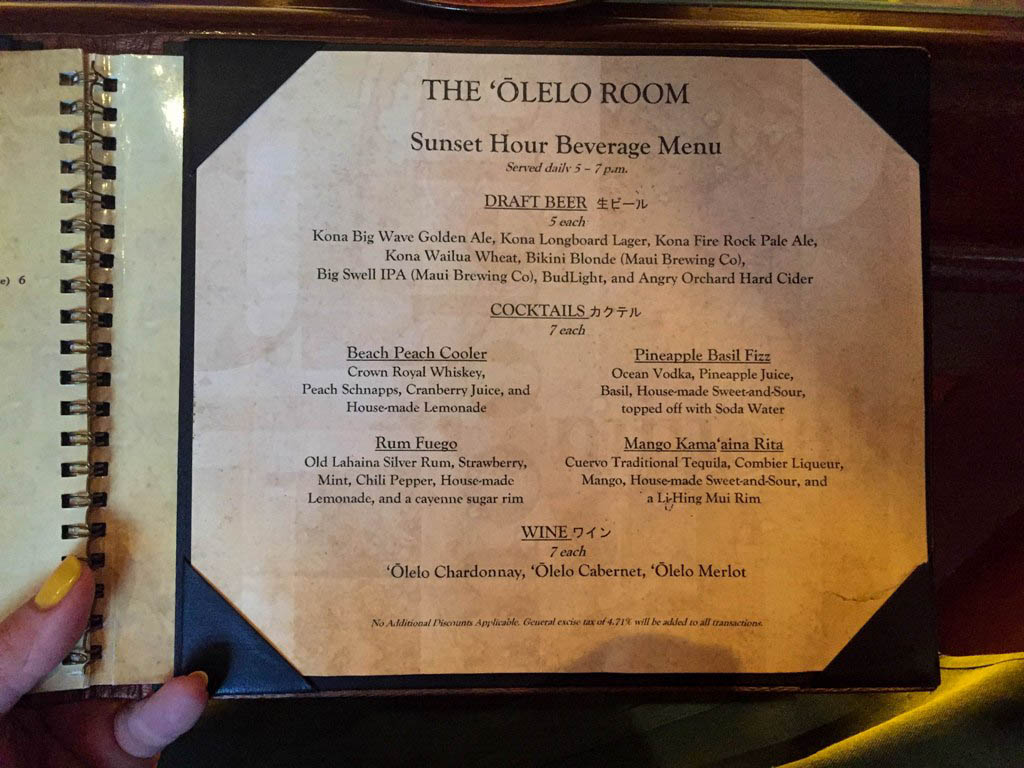 THE ‘ŌLELO ROOM
Sunset Hour Beverage Menu
Served daily 5 – 7 p.m.
DRAFT BEER 生ビール
5 each
Kona Big Wave Golden Ale, Kona Longboard Lager, Kona Fire Rock Pale Ale,
Kona Wailua Wheat, Bikini Blonde (Maui Brewing Co),
Big Swell IPA (Maui Brewing Co), BudLight, and Angry Orchard Hard Cider
COCKTAILS カクテル
7 each
Beach Peach Cooler
Crown Royal Whiskey,
Peach Schnapps, Cranberry Juice, and
House-made Lemonade
Pineapple Basil Fizz
Ocean Vodka, Pineapple Juice,
Basil, House-made Sweet-and-Sour,
topped off with Soda Water
Rum Fuego
Old Lahaina Silver Rum, Strawberry,
Mint, Chili Pepper, House-made
Lemonade, and a cayenne sugar rim
Mango Kama‘aina Rita
Cuervo Traditional Tequila, Combier Liqueur,
Mango, House-made Sweet-and-Sour, and
a Li-Hing Mui Rim
WINE ワイン
7 each
‘Ōlelo Chardonnay, ‘Ōlelo Cabernet, ‘Ōlelo Merlot
No Additional Discounts Applicable. General excise tax of 4.71% will be added to all transactions.
e) 6